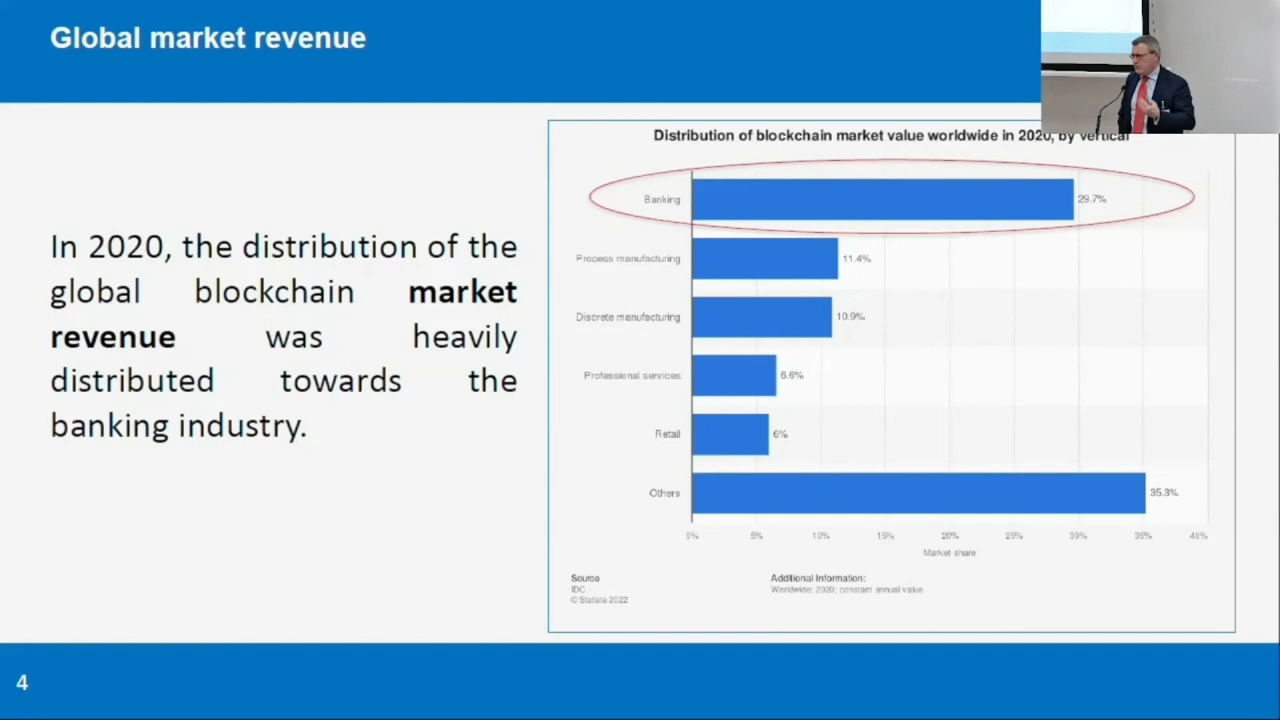 Global market revenue
In 2020, the distribution of the
global blockchain market
revenue was heavily
distributed towards the
banking industry.
Distribution of blockchain market value worldwide in 2020, by vertical
Banking 29.7%
Process manufacturing 11.4%
Discrete manufacturing 10.9%
Professional services 6.6%
Retail 6%
Others 35.3%
0% 5% 10% 15% 20% 25% 30% 35% 40%
Market share
Source
IDC
© Statista 2022
Additional Information:
Worldwide; 2020; constant annual value
4